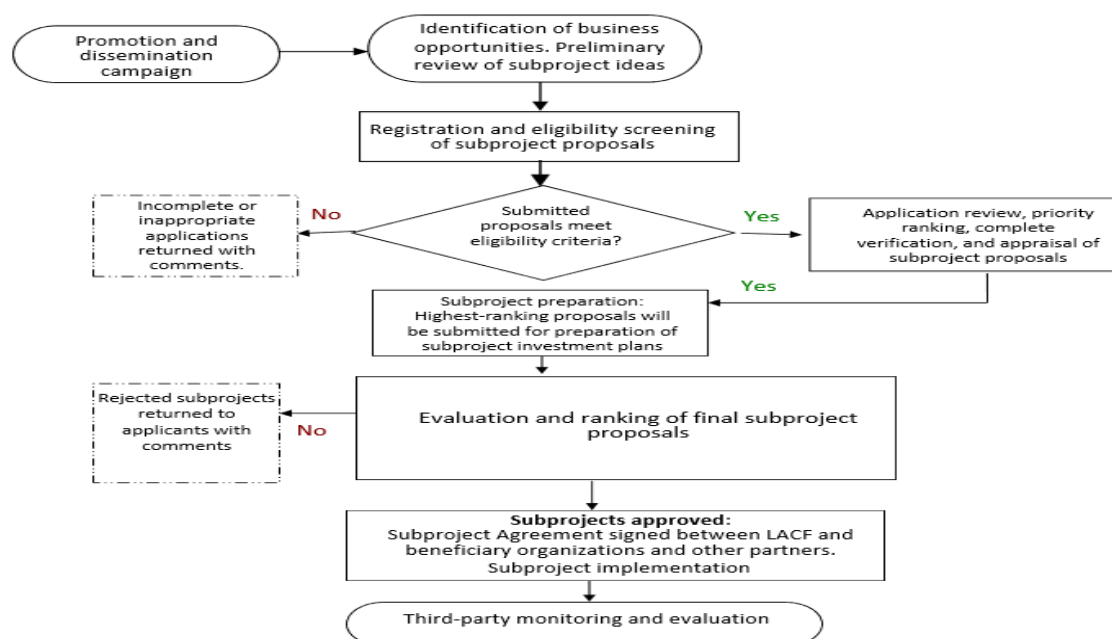 Promotion and
dissemination
campaign
Identification of business
opportunities. Preliminary
review of subproject ideas
Registration and eligibility screening
of subproject proposals
Incomplete or
inappropriate
applications
returned with
comments.
No
Submitted
proposals meet
eligibility criteria?
Yes
Application review, priority
ranking, complete
verification, and appraisal of
subproject proposals
Yes
Subproject preparation:
Highest-ranking proposals will
be submitted for preparation of
subproject investment plans
Rejected subprojects
returned to
applicants with
comments
No
Evaluation and ranking of final subproject
proposals
Subprojects approved:
Subproject Agreement signed between LACF and
beneficiary organizations and other partners.
Subproject implementation
Third-party monitoring and evaluation